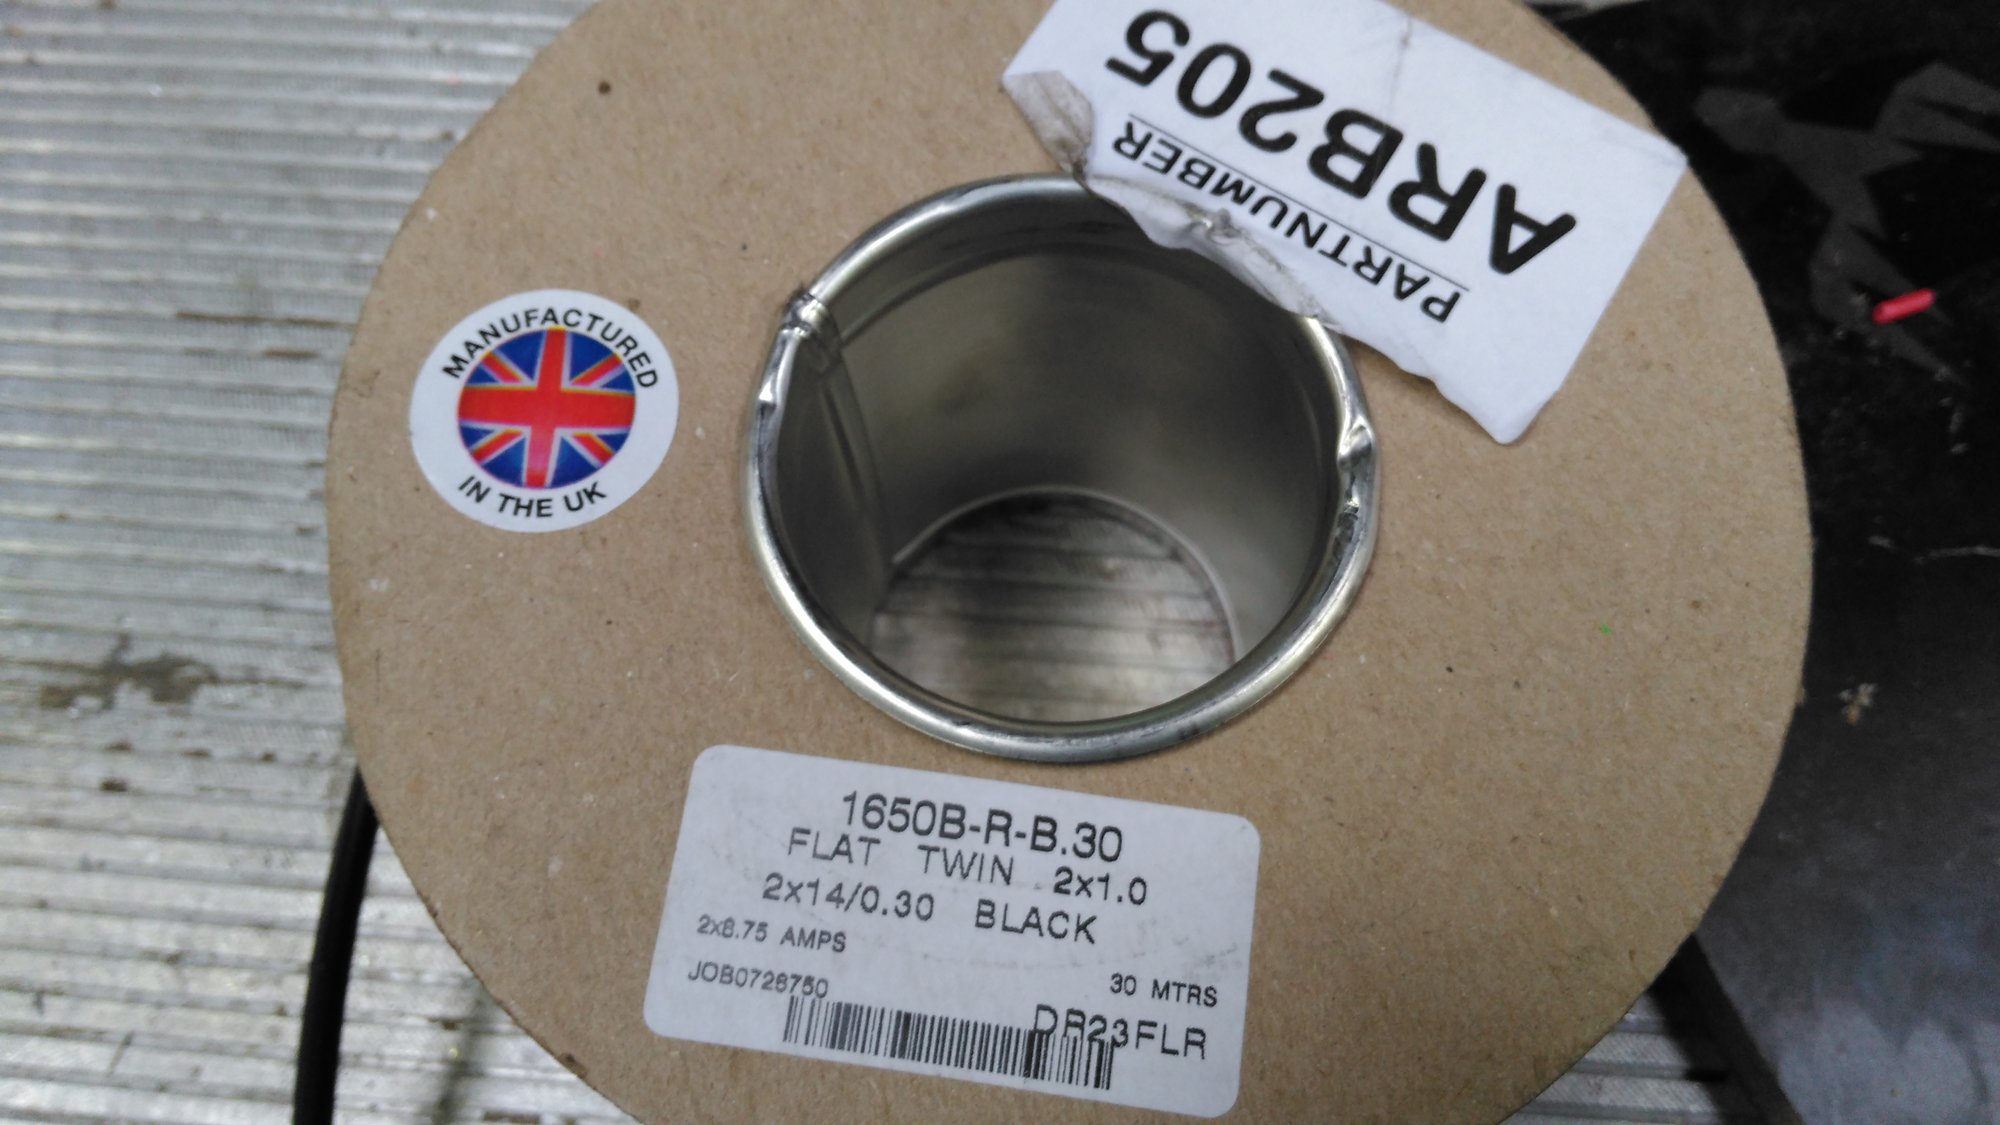 PARTNUMBER
ARB205
MANUFACTURED
IN THE UK
1650B-R-B.30
FLAT TWIN 2x1.0
2x14/0.30 BLACK
2x8.75 AMPS
JOB0728750
30 MTRS
DR23FLR